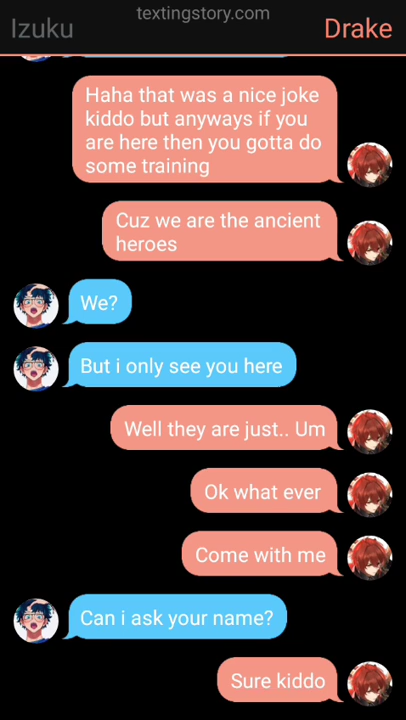 textingstory.com
Izuku
Drake
Haha that was a nice joke
kiddo but anyways if you
are here then you gotta do
some training
Cuz we are the ancient
heroes
We?
But i only see you here
Well they are just.. Um
Ok what ever
Come with me
Can i ask your name?
Sure kiddo